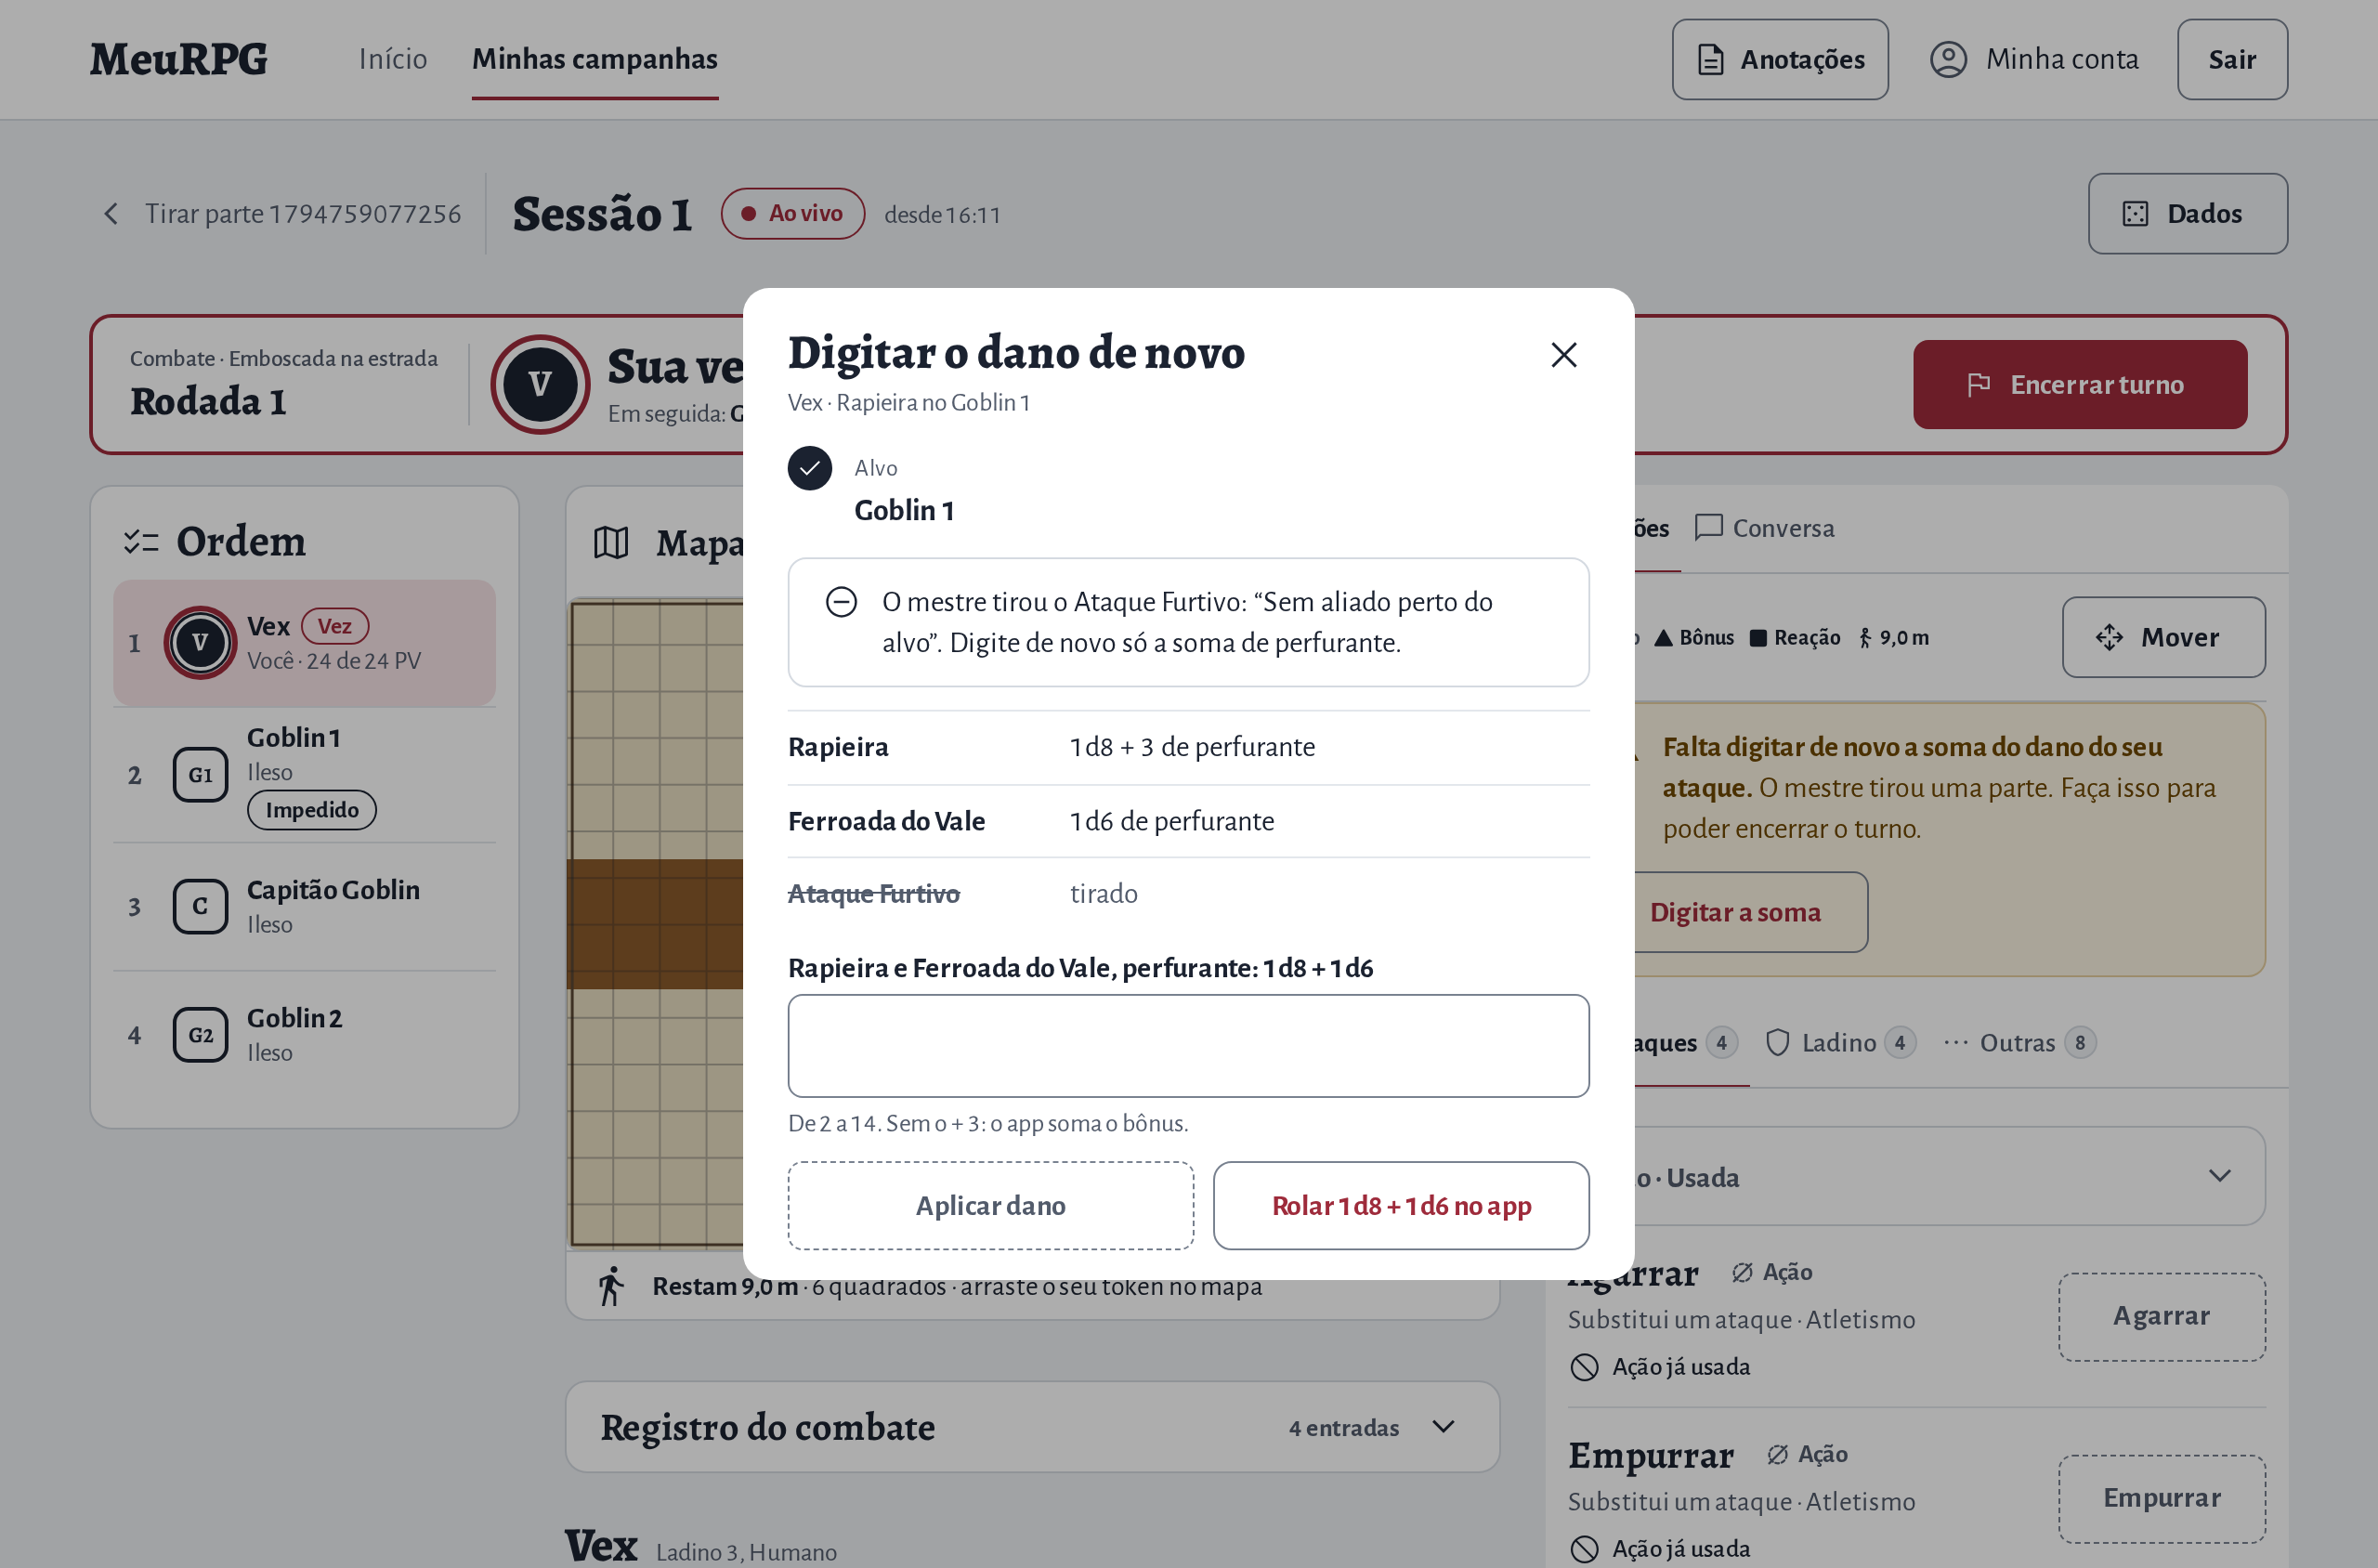 MeuRPG
Início
Minhas campanhas
Anotações
Minha conta
Sair
Tirar parte 1794759077256
Sessão 1
Ao vivo
desde 16:11
Dados
Combate · Emboscada na estrada
Rodada 1
V
Sua ve
Em seguida: G
Encerrar turno
Ordem
1
V
Vex
Vez
Você · 24 de 24 PV
2
G1
Goblin 1
Ileso
Impedido
3
C
Capitão Goblin
Ileso
4
G2
Goblin 2
Ileso
Mapa
Restam 9,0 m · 6 quadrados · arraste o seu token no mapa
Registro do combate
4 entradas
Vex
Ladino 3, Humano
Digitar o dano de novo
Vex · Rapieira no Goblin 1
Alvo
Goblin 1
O mestre tirou o Ataque Furtivo: “Sem aliado perto do
alvo”. Digite de novo só a soma de perfurante.
Rapieira
1d8 + 3 de perfurante
Ferroada do Vale
1d6 de perfurante
Ataque Furtivo
tirado
Rapieira e Ferroada do Vale, perfurante: 1d8 + 1d6
De 2 a 14. Sem o + 3: o app soma o bônus.
Aplicar dano
Rolar 1d8 + 1d6 no app
ões
Conversa
o
Bônus
Reação
9,0 m
Mover
Falta digitar de novo a soma do dano do seu
ataque. O mestre tirou uma parte. Faça isso para
poder encerrar o turno.
Digitar a soma
aques 4
Ladino 4
Outras 8
o · Usada
Agarrar
Ação
Substitui um ataque · Atletismo
Ação já usada
Agarrar
Empurrar
Ação
Substitui um ataque · Atletismo
Ação já usada
Empurrar